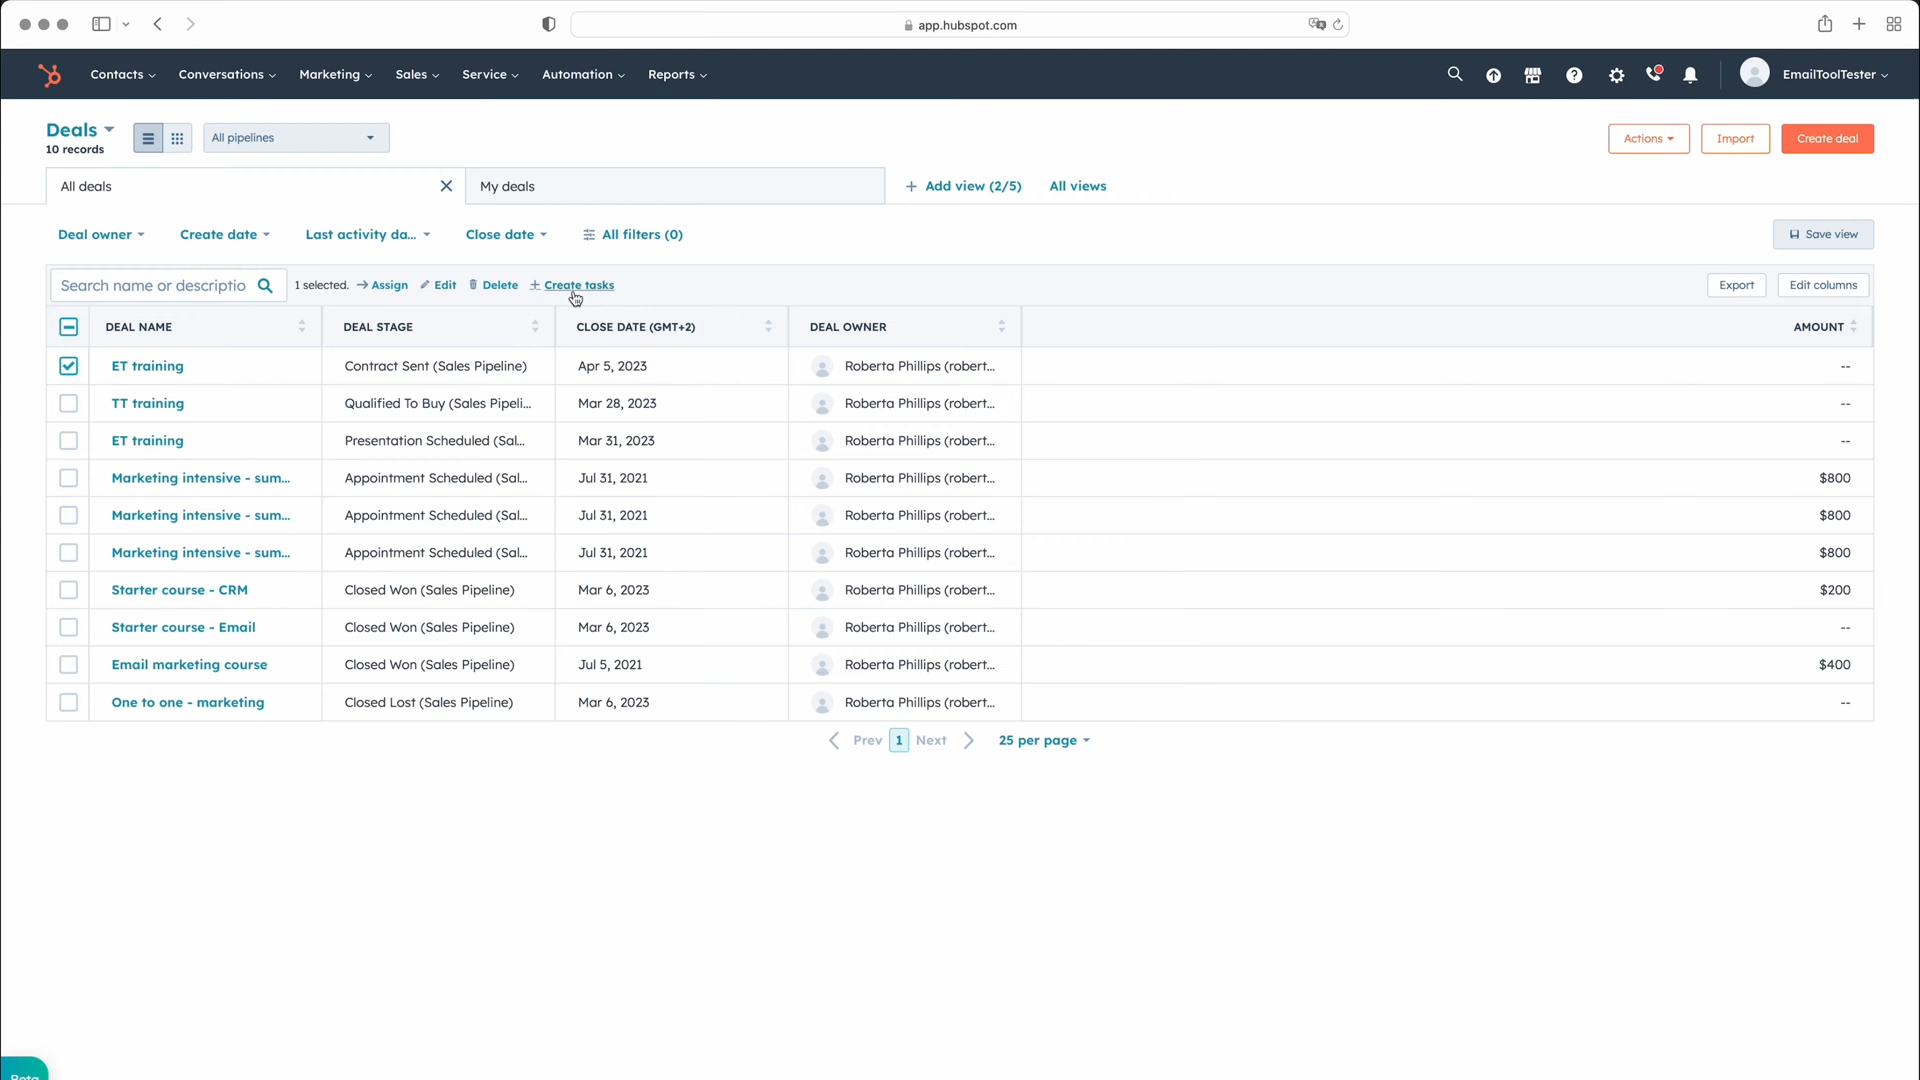 app.hubspot.com
Contacts Conversations Marketing Sales Service Automation Reports EmailToolTester
Deals All pipelines Actions Import Create deal
10 records
All deals My deals + Add view (2/5) All views
Deal owner Create date Last activity da... Close date All filters (0) Save view
Search name or descriptio 1 selected. Assign Edit Delete + Create tasks Export Edit columns
DEAL NAME DEAL STAGE CLOSE DATE (GMT+2) DEAL OWNER AMOUNT
ET training Contract Sent (Sales Pipeline) Apr 5, 2023 Roberta Phillips (robert... --
TT training Qualified To Buy (Sales Pipeli... Mar 28, 2023 Roberta Phillips (robert... --
ET training Presentation Scheduled (Sal... Mar 31, 2023 Roberta Phillips (robert... --
Marketing intensive - sum... Appointment Scheduled (Sal... Jul 31, 2021 Roberta Phillips (robert... $800
Marketing intensive - sum... Appointment Scheduled (Sal... Jul 31, 2021 Roberta Phillips (robert... $800
Marketing intensive - sum... Appointment Scheduled (Sal... Jul 31, 2021 Roberta Phillips (robert... $800
Starter course - CRM Closed Won (Sales Pipeline) Mar 6, 2023 Roberta Phillips (robert... $200
Starter course - Email Closed Won (Sales Pipeline) Mar 6, 2023 Roberta Phillips (robert... --
Email marketing course Closed Won (Sales Pipeline) Jul 5, 2021 Roberta Phillips (robert... $400
One to one - marketing Closed Lost (Sales Pipeline) Mar 6, 2023 Roberta Phillips (robert... --
Prev 1 Next 25 per page
Beta